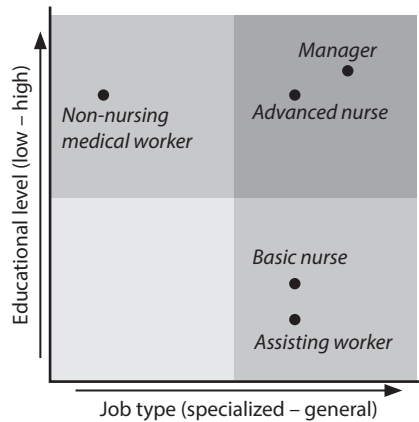 Educational level (low – high)
Manager
Non-nursing
medical worker
Advanced nurse
Basic nurse
Assisting worker
Job type (specialized – general)